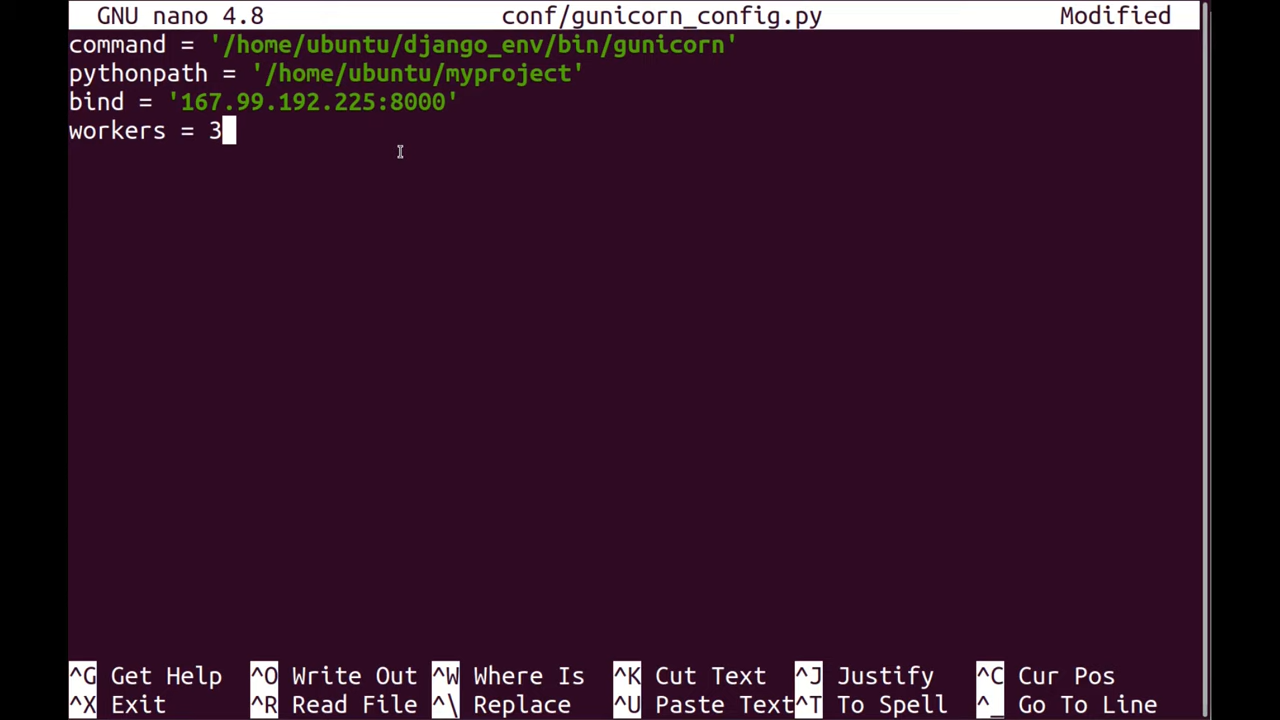 GNU nano 4.8 conf/gunicorn_config.py Modified
command = '/home/ubuntu/django_env/bin/gunicorn'
pythonpath = '/home/ubuntu/myproject'
bind = '167.99.192.225:8000'
workers = 3
^G Get Help ^O Write Out ^W Where Is ^K Cut Text ^J Justify ^C Cur Pos
^X Exit ^R Read File ^\ Replace ^U Paste Text ^T To Spell ^_ Go To Line